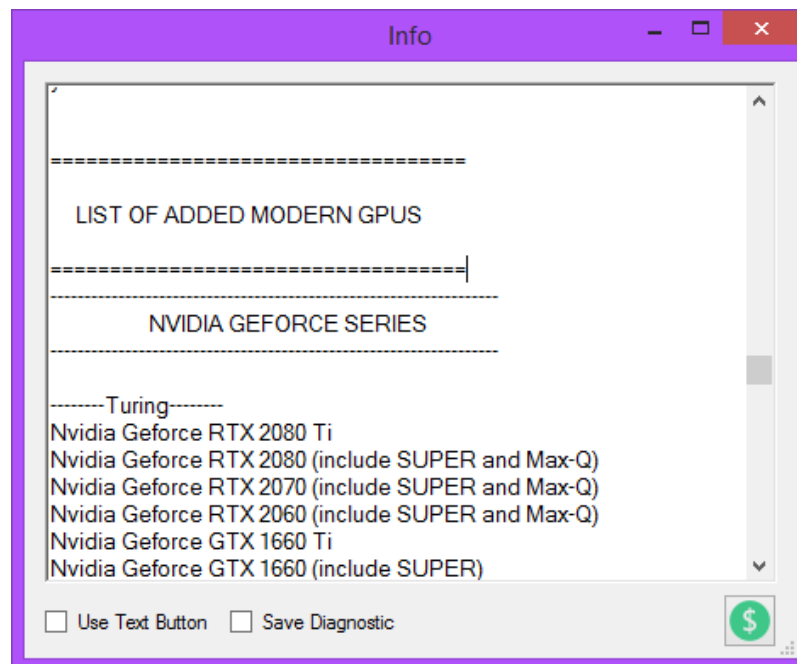 Info
===================================
LIST OF ADDED MODERN GPUS
===================================
----------------------------------------------------------------------
NVIDIA GEFORCE SERIES
----------------------------------------------------------------------
--------Turing--------
Nvidia Geforce RTX 2080 Ti
Nvidia Geforce RTX 2080 (include SUPER and Max-Q)
Nvidia Geforce RTX 2070 (include SUPER and Max-Q)
Nvidia Geforce RTX 2060 (include SUPER and Max-Q)
Nvidia Geforce GTX 1660 Ti
Nvidia Geforce GTX 1660 (include SUPER)
Use Text Button
Save Diagnostic
$